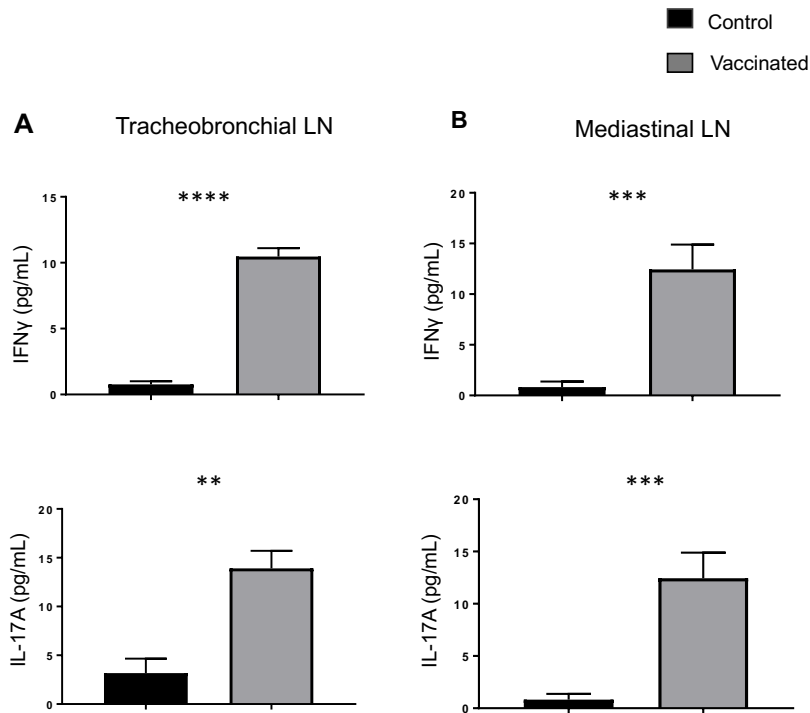 Control
Vaccinated
A Tracheobronchial LN
B Mediastinal LN
****
15
10
5
0
IFNγ (pg/mL)
***
20
15
10
5
0
IFNγ (pg/mL)
**
20
15
10
5
0
IL-17A (pg/mL)
***
20
15
10
5
0
IL-17A (pg/mL)